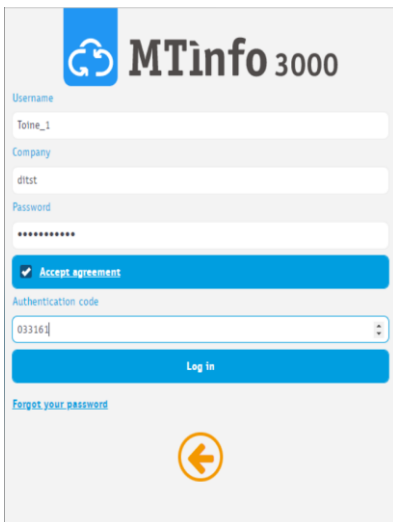 MTinfo 3000
Username
Toine_1
Company
ditst
Password
•••••••••••
Accept agreement
Authentication code
033161
Log in
Forgot your password